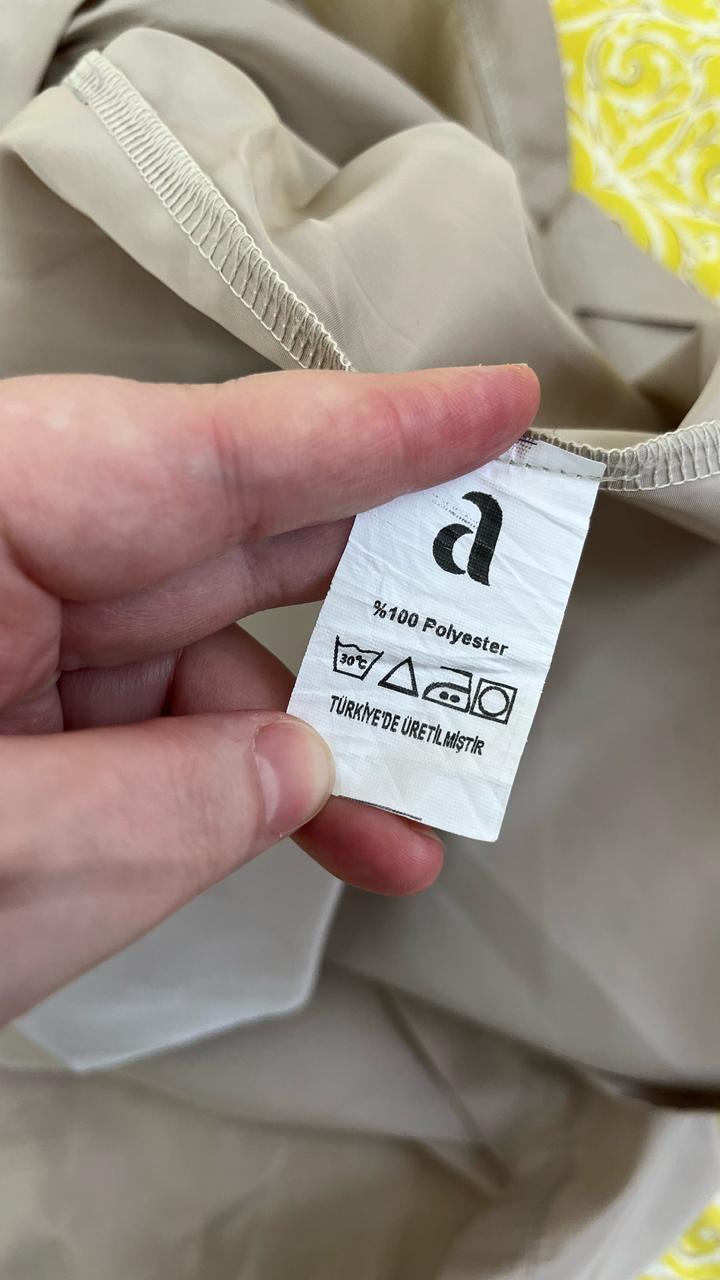 a
%100 Polyester
30°C
TÜRKİYE'DE ÜRETİLMİŞTİR